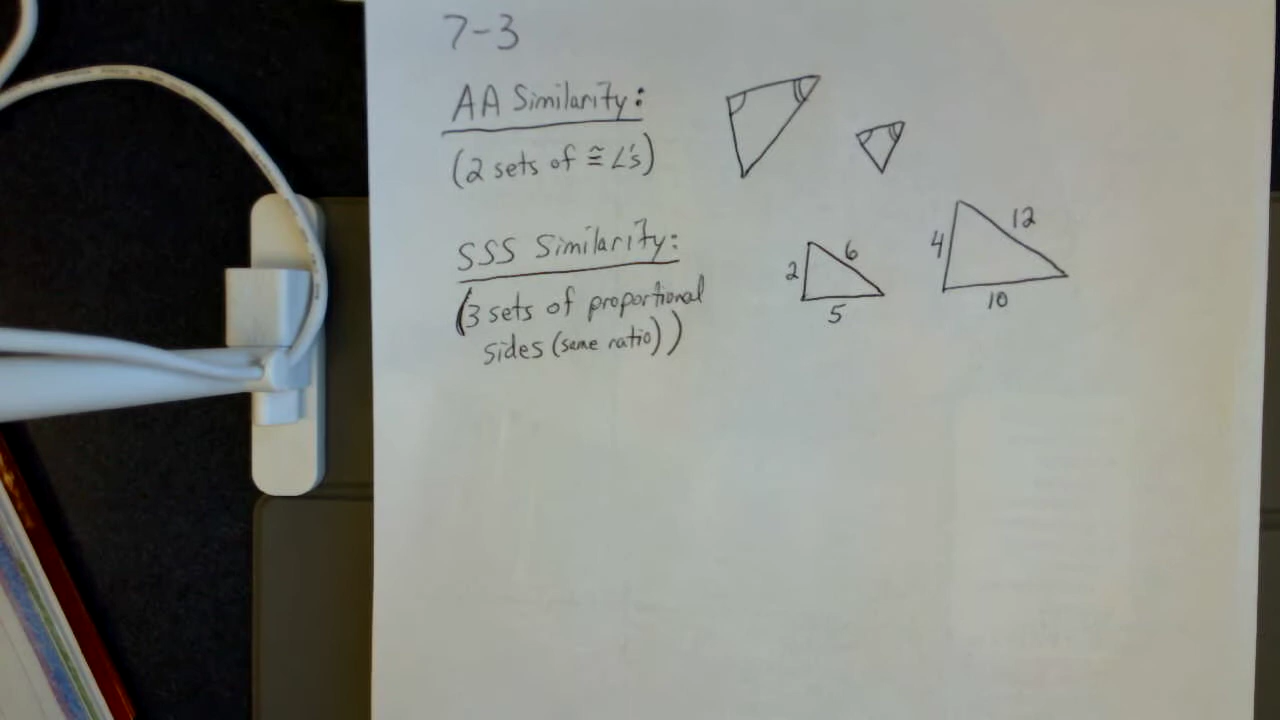 7-3
AA Similarity:
(2 sets of ≅ ∠'s)
SSS Similarity:
(3 sets of proportional
sides (same ratio))
2
6
5
4
12
10